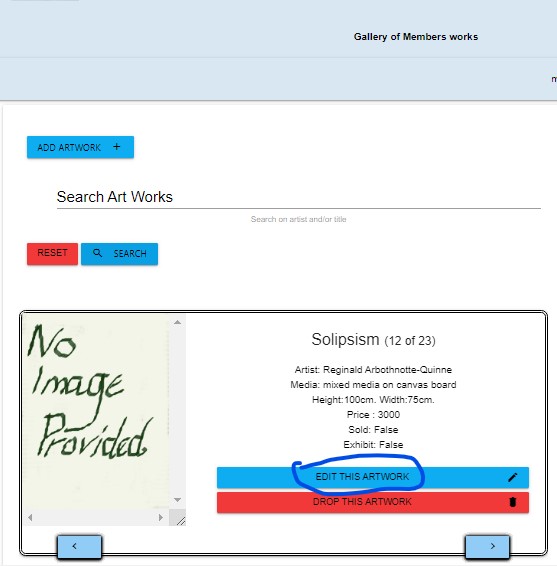 Gallery of Members works
ADD ARTWORK +
Search Art Works
Search on artist and/or title
RESET SEARCH
No
Image
Provided
Solipsism (12 of 23)
Artist: Reginald Arbothnotte-Quinne
Media: mixed media on canvas board
Height:100cm. Width:75cm.
Price : 3000
Sold: False
Exhibit: False
EDIT THIS ARTWORK
DROP THIS ARTWORK
< >